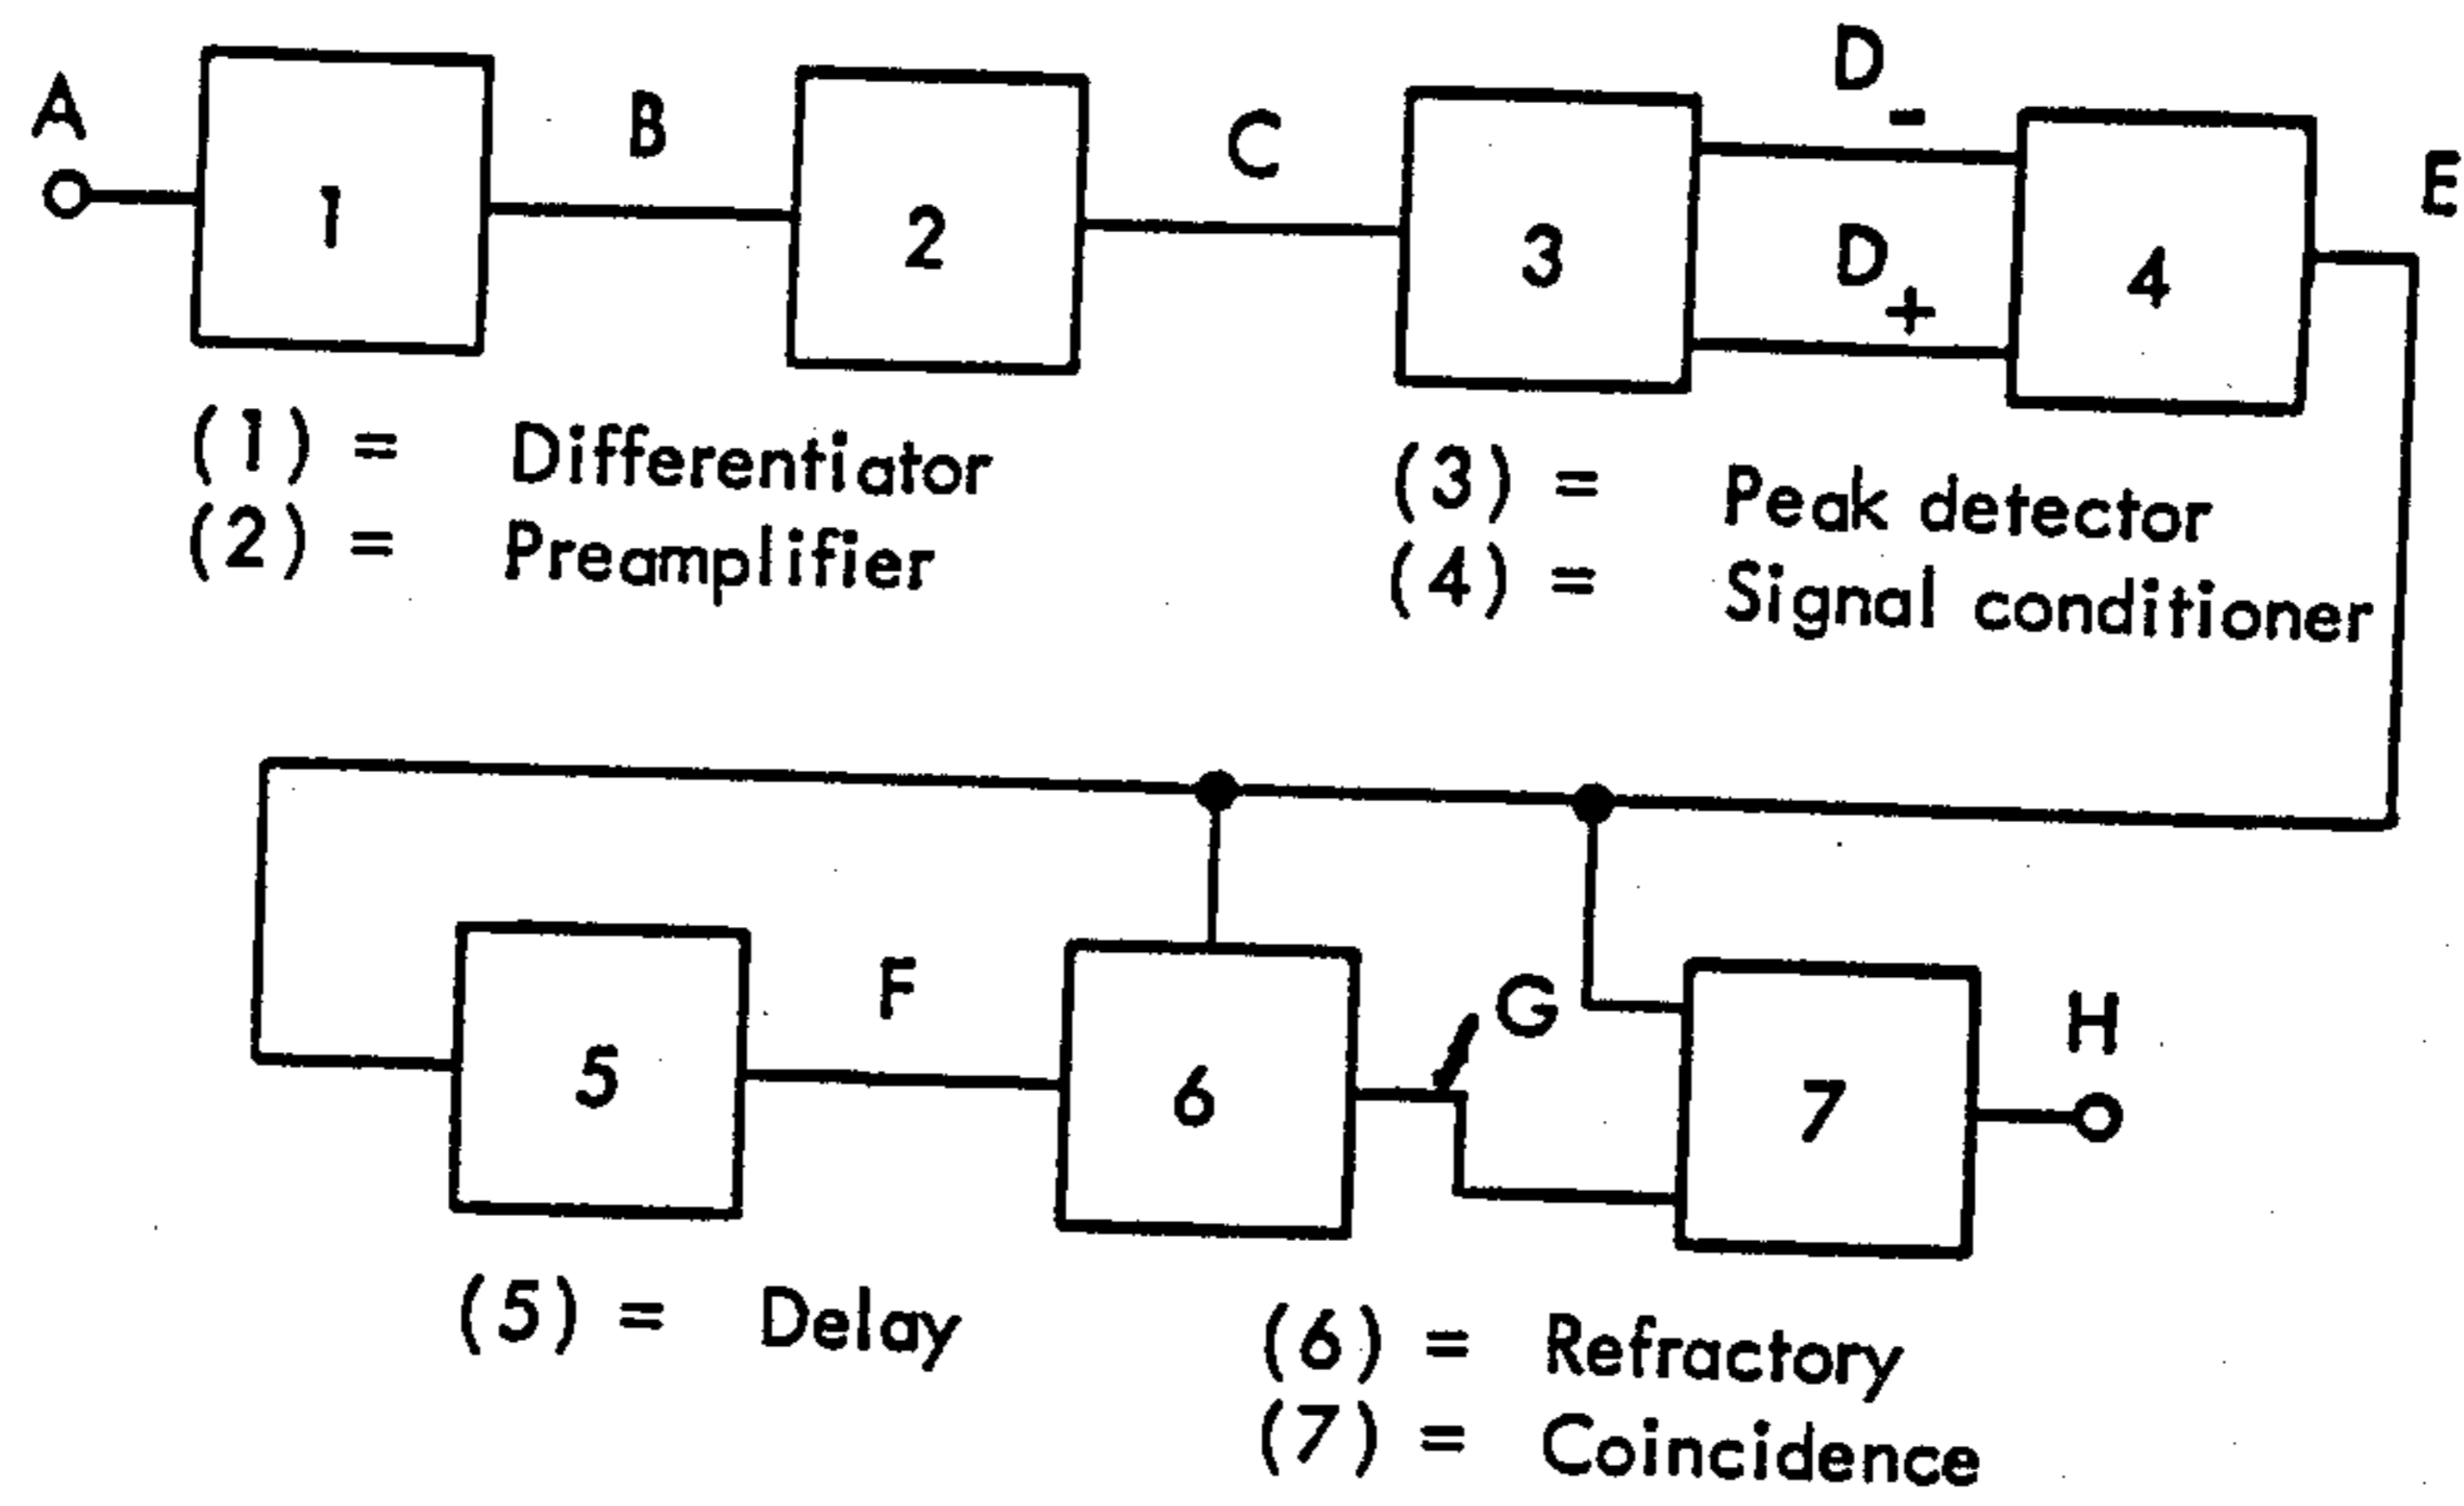 A
B
C
D-
D+
E
1
2
3
4
(1) = Differentiator
(2) = Preamplifier
(3) = Peak detector
(4) = Signal conditioner
F
G
H
5
6
7
(5) = Delay
(6) = Refractory
(7) = Coincidence